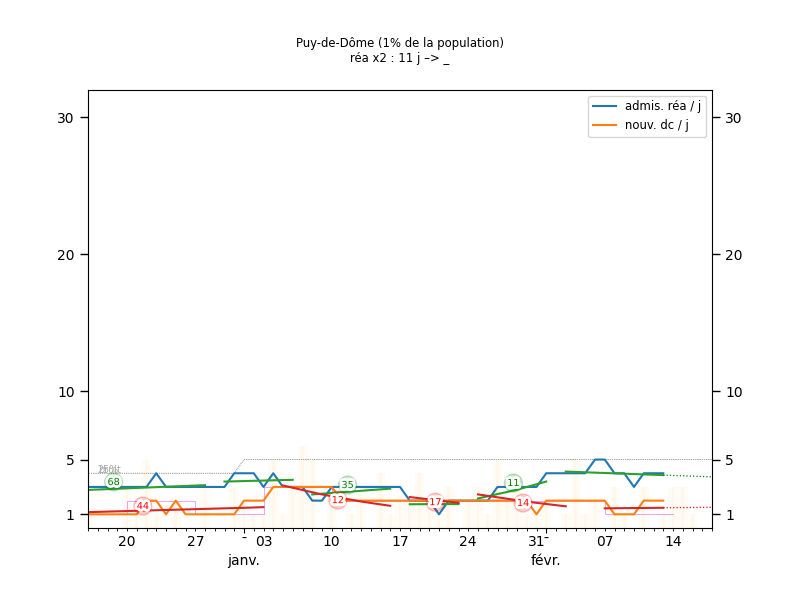 Puy-de-Dôme (1% de la population)
réa x2 : 11 j –> _
admis. réa / j
nouv. dc / j
30 30
20 20
10 10
5 5
1 1
68
44
35
12
17
11
14
20 27 - 03 10 17 24 31- 07 14
janv. févr.